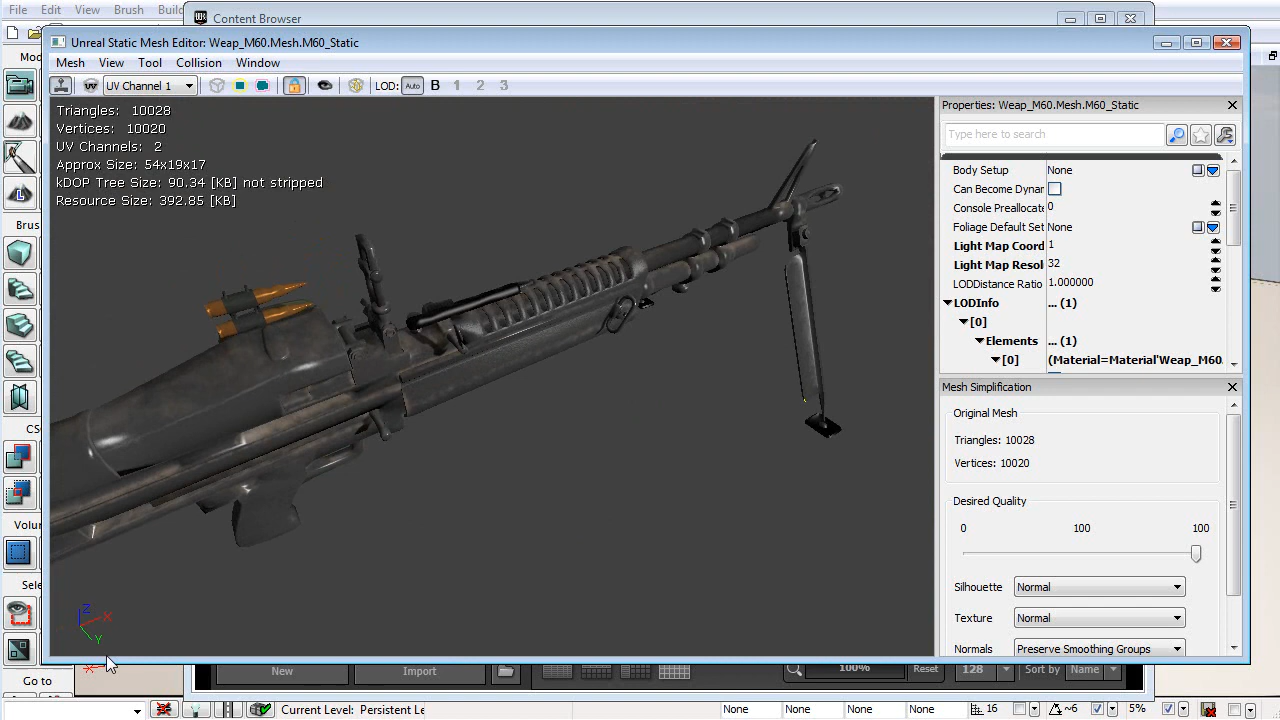 File Edit View Brush Build
Content Browser
Unreal Static Mesh Editor: Weap_M60.Mesh.M60_Static
Mesh View Tool Collision Window
UV Channel 1 LOD: Auto B 1 2 3
Triangles: 10028
Vertices: 10020
UV Channels: 2
Approx Size: 54x19x17
kDOP Tree Size: 90.34 [KB] not stripped
Resource Size: 392.85 [KB]
Z
X
Y
Properties: Weap_M60.Mesh.M60_Static
Type here to search
Body Setup None
Can Become Dynar
Console Preallocate 0
Foliage Default Set None
Light Map Coord 1
Light Map Resol 32
LODDistance Ratio 1.000000
LODInfo ... (1)
[0]
Elements ... (1)
[0] (Material=Material'Weap_M60.
Mesh Simplification
Original Mesh
Triangles: 10028
Vertices: 10020
Desired Quality
0 100 100
Silhouette Normal
Texture Normal
Normals Preserve Smoothing Groups
Mo
Brus
CS
Volur
Sele
Go to
New Import 100% Reset 128 Sort by Name
Current Level: Persistent Le None None None None 16 ~6 5%